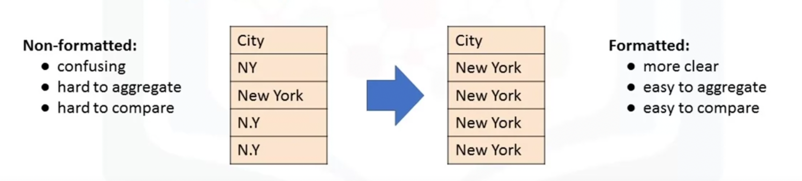 Non-formatted:
● confusing
● hard to aggregate
● hard to compare
City
NY
New York
N.Y
N.Y
City
New York
New York
New York
New York
Formatted:
● more clear
● easy to aggregate
● easy to compare